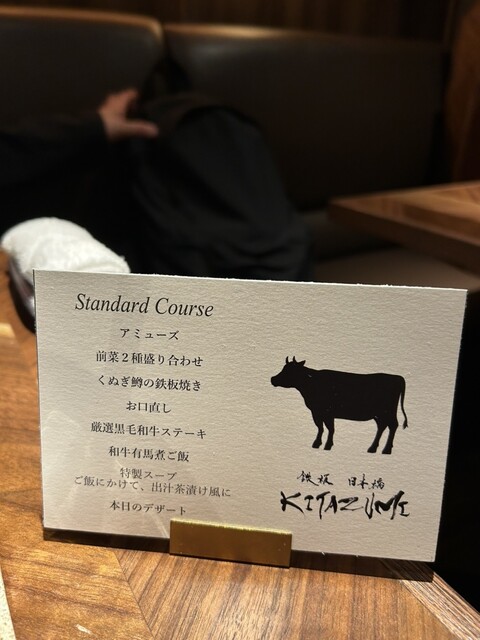 Standard Course
アミューズ
前菜２種盛り合わせ
くぬぎ鱒の鉄板焼き
お口直し
厳選黒毛和牛ステーキ
和牛有馬煮ご飯
特製スープ
ご飯にかけて、出汁茶漬け風に
本日のデザート
鉄板 日本橋
KITAZUME